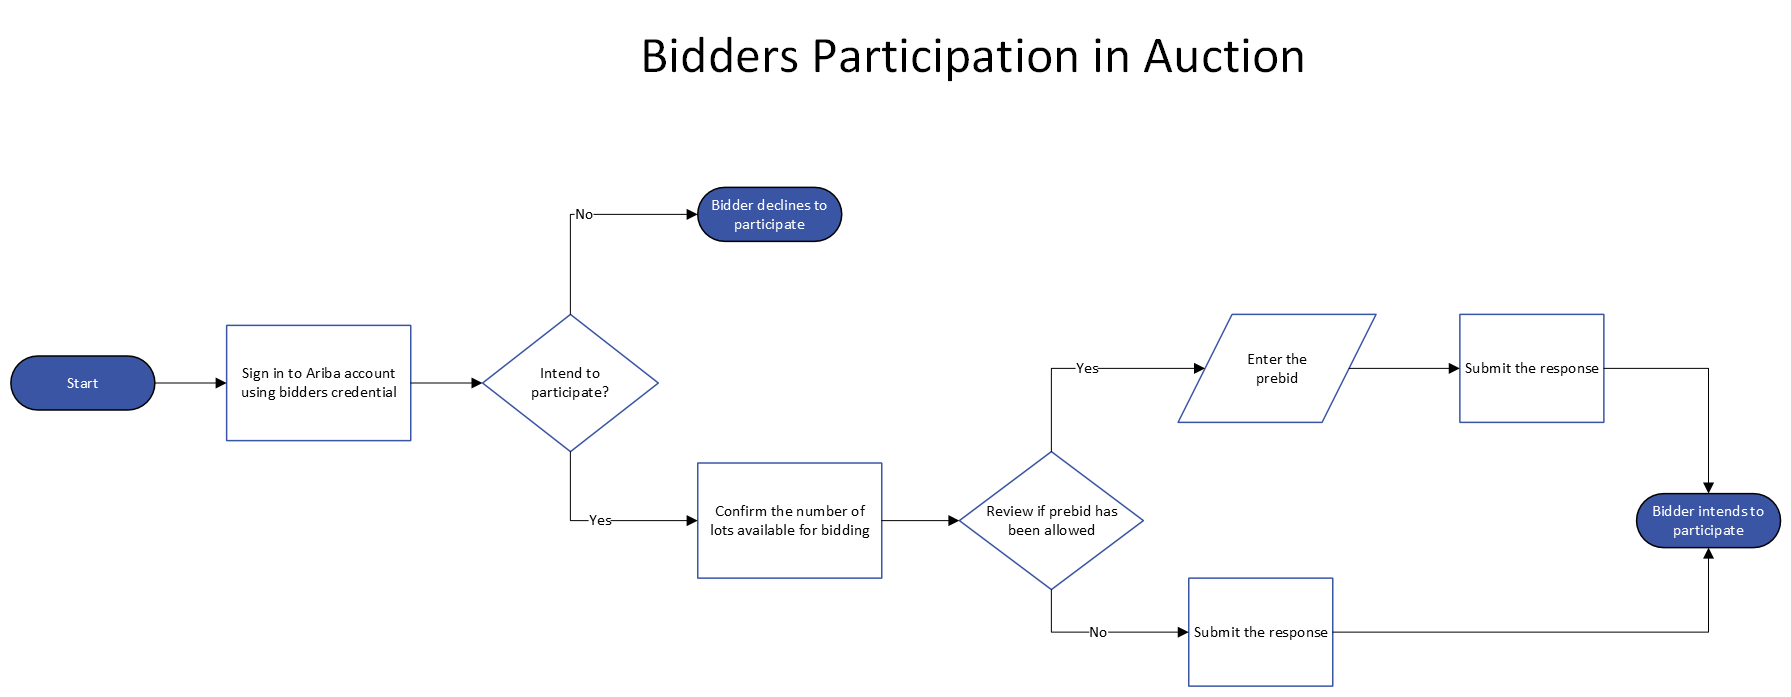 Bidders Participation in Auction
Bidder declines to
participate
No
Start
Sign in to Ariba account
using bidders credential
Intend to
participate?
Yes
Confirm the number of
lots available for bidding
Review if prebid has
been allowed
Yes
Enter the
prebid
Submit the response
No
Submit the response
Bidder intends to
participate